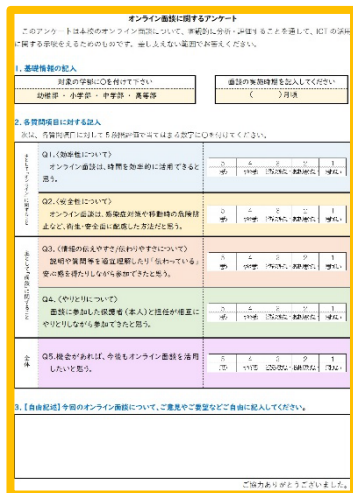 オンライン面談に関するアンケート
このアンケートは本校のオンライン面談について、客観的に分析・評価することを通して、ICTの活用
に関する示唆をえるためのものです。差し支えない範囲でお答えください。
1. 基礎情報の記入
対象の学部に○を付けて下さい
幼稚部 ・ 小学部 ・ 中学部 ・ 高等部
面談の実施時期を記入してください
( )月頃
2. 各質問項目に対する記入
次は、各質問項目に対して5段階評価で当てはまる数字に○を付けてください。
Q1.〈効率性について〉
オンライン面談は、時間を効率的に活用できると
思う。
5 4 3 2 1
Q2.〈安全性について〉
オンライン面談は、感染症対策や移動時の危険防
止など、衛生・安全面に配慮した方法だと思う。
5 4 3 2 1
Q3.〈情報の伝えやすさ/伝わりやすさについて〉
説明や質問等を適宜理解したり「伝わっている」
安心感を得たりしながら参加できたと思う。
5 4 3 2 1
Q4.〈やりとりについて〉
面談に参加した保護者(本人)と担任が相互に
やりとりしながら参加できたと思う。
5 4 3 2 1
全体
Q5.機会があれば、今後もオンライン面談を活用
したいと思う。
5 4 3 2 1
3.【自由記述】今回のオンライン面談について、ご意見やご要望などご自由に記入してください。
ご協力ありがとうございました。